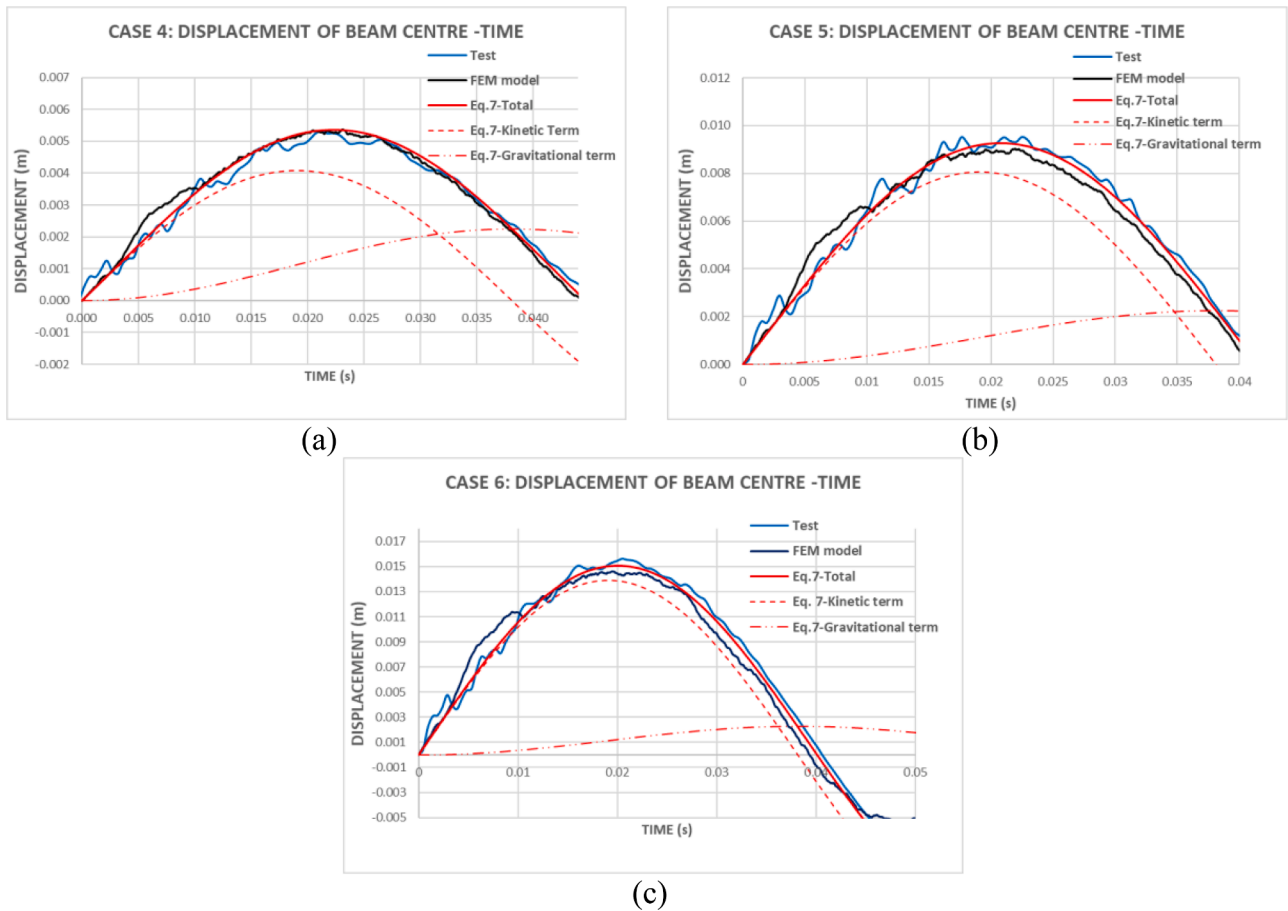 CASE 4: DISPLACEMENT OF BEAM CENTRE -TIME
Test
FEM model
Eq.7-Total
Eq.7-Kinetic Term
Eq.7-Gravitational term
DISPLACEMENT (m)
0.007
0.006
0.005
0.004
0.003
0.002
0.001
0.000
-0.001
-0.002
0.000 0.005 0.010 0.015 0.020 0.025 0.030 0.035 0.040
TIME (s)
(a)
CASE 5: DISPLACEMENT OF BEAM CENTRE -TIME
Test
FEM model
Eq.7-Total
Eq.7-Kinetic Term
Eq.7-Gravitational term
DISPLACEMENT (m)
0.012
0.010
0.008
0.006
0.004
0.002
0.000
0 0.005 0.01 0.015 0.02 0.025 0.03 0.035 0.04
TIME (s)
(b)
CASE 6: DISPLACEMENT OF BEAM CENTRE -TIME
Test
FEM model
Eq.7-Total
Eq. 7-Kinetic term
Eq.7-Gravitational term
DISPLACEMENT (m)
0.017
0.015
0.013
0.011
0.009
0.007
0.005
0.003
0.001
-0.001
-0.003
-0.005
0 0.01 0.02 0.03 0.04 0.05
TIME (s)
(c)